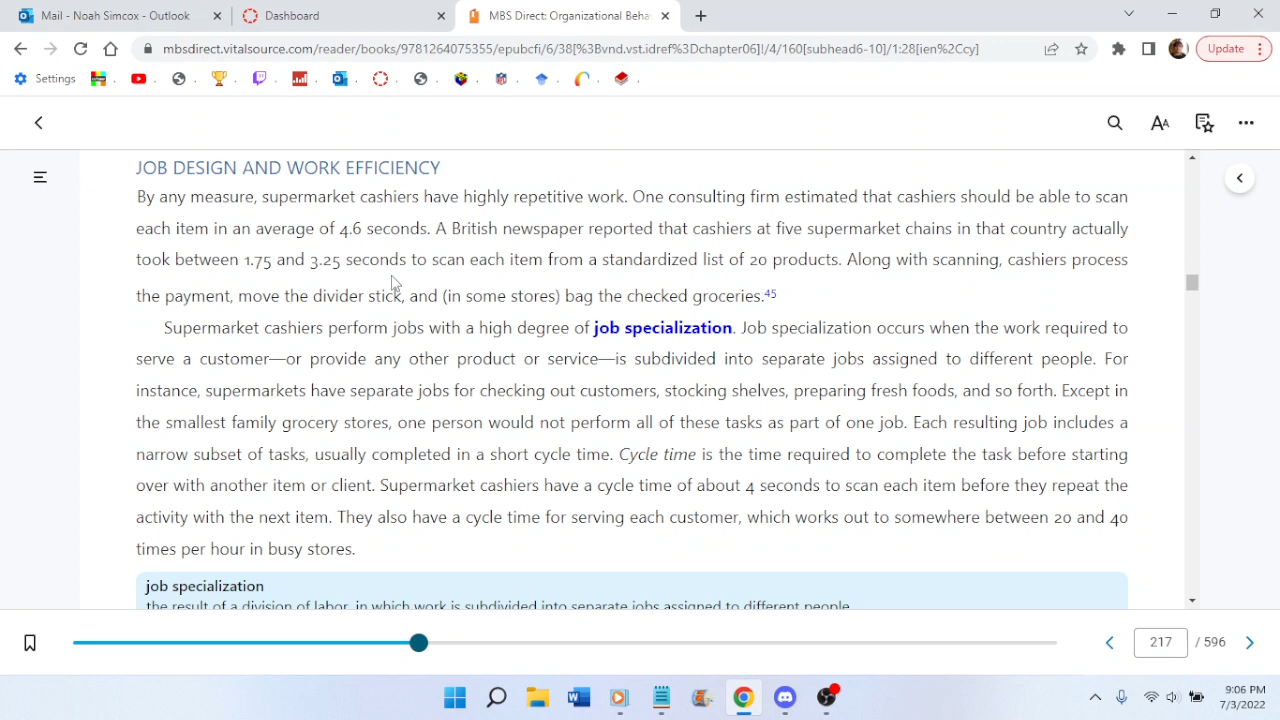 Mail - Noah Simcox - Outlook
Dashboard
MBS Direct: Organizational Beha
mbsdirect.vitalsource.com/reader/books/9781264075355/epubcfi/6/38[%3Bvnd.vst.idref%3Dchapter06]!/4/160[subhead6-10]/1:28[ien%2Ccy]
Update
Settings
JOB DESIGN AND WORK EFFICIENCY
By any measure, supermarket cashiers have highly repetitive work. One consulting firm estimated that cashiers should be able to scan
each item in an average of 4.6 seconds. A British newspaper reported that cashiers at five supermarket chains in that country actually
took between 1.75 and 3.25 seconds to scan each item from a standardized list of 20 products. Along with scanning, cashiers process
the payment, move the divider stick, and (in some stores) bag the checked groceries.45
Supermarket cashiers perform jobs with a high degree of job specialization. Job specialization occurs when the work required to
serve a customer—or provide any other product or service—is subdivided into separate jobs assigned to different people. For
instance, supermarkets have separate jobs for checking out customers, stocking shelves, preparing fresh foods, and so forth. Except in
the smallest family grocery stores, one person would not perform all of these tasks as part of one job. Each resulting job includes a
narrow subset of tasks, usually completed in a short cycle time. Cycle time is the time required to complete the task before starting
over with another item or client. Supermarket cashiers have a cycle time of about 4 seconds to scan each item before they repeat the
activity with the next item. They also have a cycle time for serving each customer, which works out to somewhere between 20 and 40
times per hour in busy stores.
job specialization
the result of a division of labor, in which work is subdivided into separate jobs assigned to different people
217 / 596
9:06 PM
7/3/2022